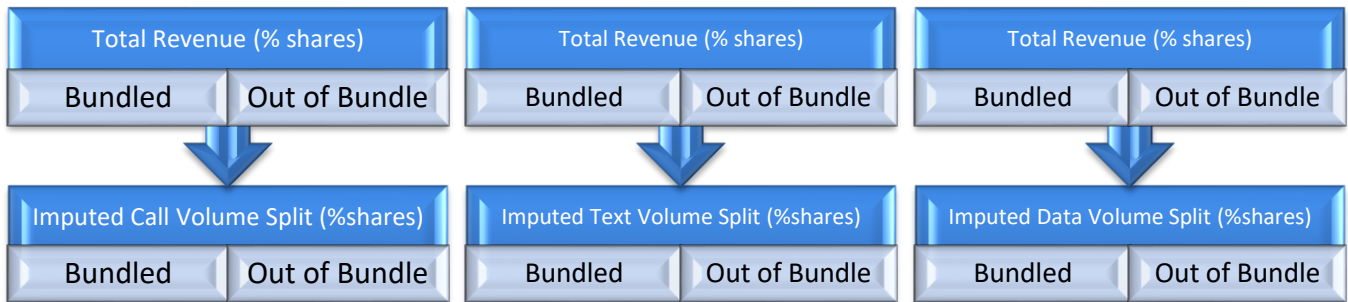 Total Revenue (% shares)
Bundled Out of Bundle
Imputed Call Volume Split (%shares)
Bundled Out of Bundle
Total Revenue (% shares)
Bundled Out of Bundle
Imputed Text Volume Split (%shares)
Bundled Out of Bundle
Total Revenue (% shares)
Bundled Out of Bundle
Imputed Data Volume Split (%shares)
Bundled Out of Bundle